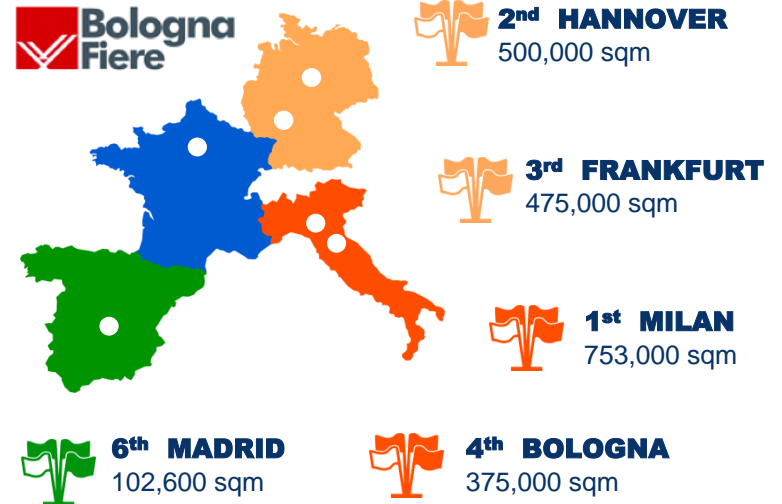 Bologna
Fiere
2nd HANNOVER
500,000 sqm
3rd FRANKFURT
475,000 sqm
1st MILAN
753,000 sqm
6th MADRID
102,600 sqm
4th BOLOGNA
375,000 sqm